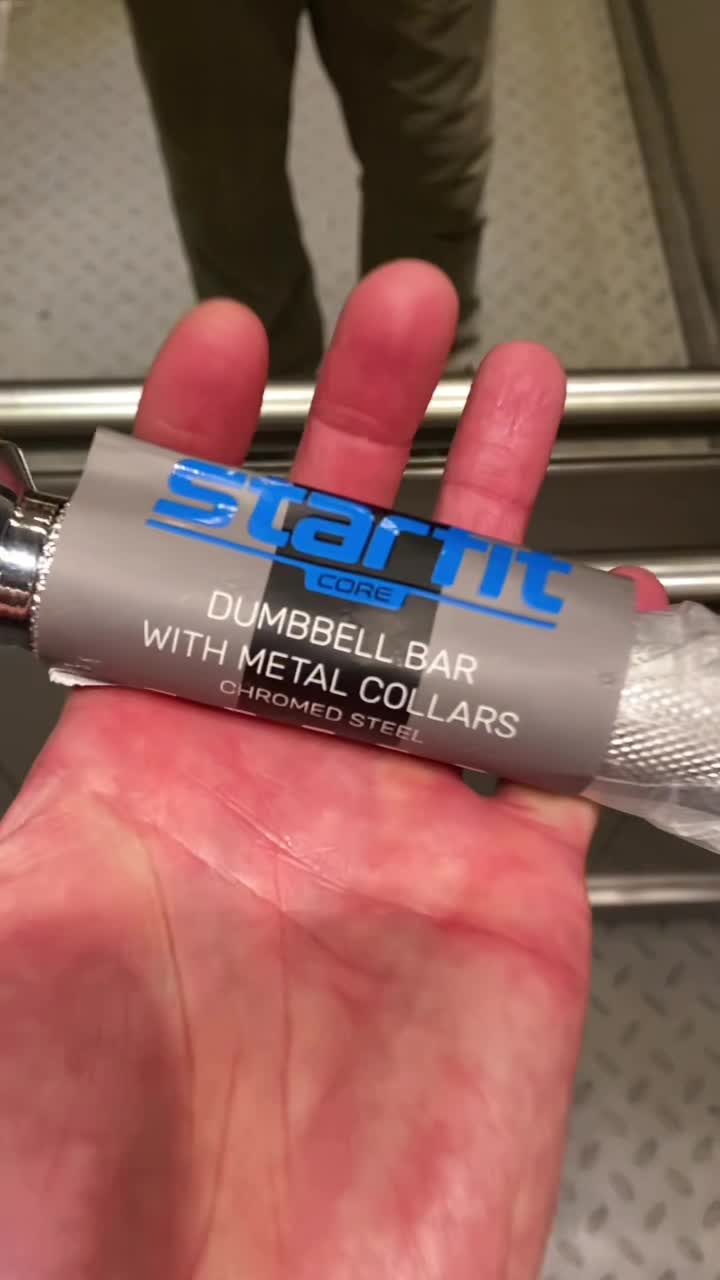 starfit
CORE
DUMBBELL BAR
WITH METAL COLLARS
CHROMED STEEL